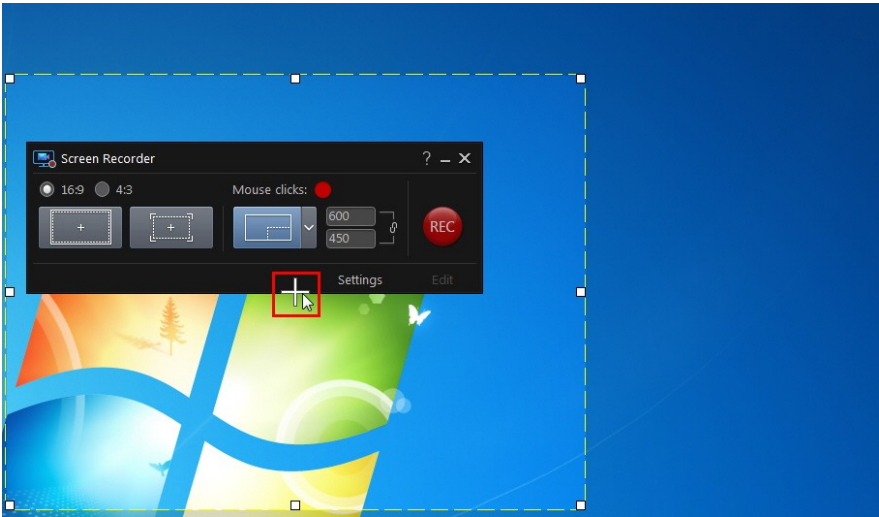 Screen Recorder
?
16:9 4:3 Mouse clicks:
600
450
REC
Settings Edit